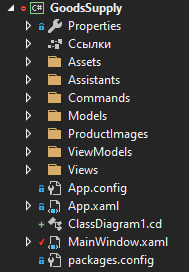 GoodsSupply
C#
Properties
Ссылки
Assets
Assistants
Commands
Models
ProductImages
ViewModels
Views
App.config
App.xaml
ClassDiagram1.cd
MainWindow.xaml
packages.config